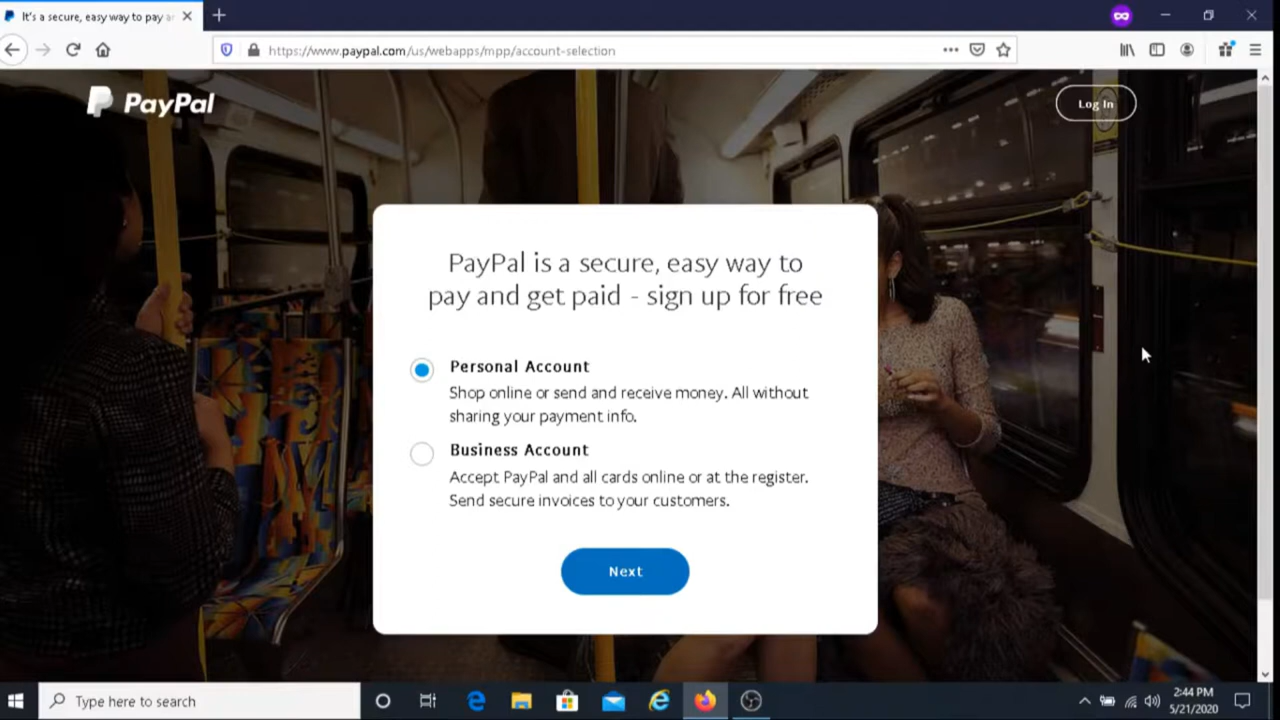 It's a secure, easy way to pay an
https://www.paypal.com/us/webapps/mpp/account-selection
PayPal
Log In
PayPal is a secure, easy way to
pay and get paid - sign up for free
Personal Account
Shop online or send and receive money. All without
sharing your payment info.
Business Account
Accept PayPal and all cards online or at the register.
Send secure invoices to your customers.
Next
Type here to search
2:44 PM
5/21/2020